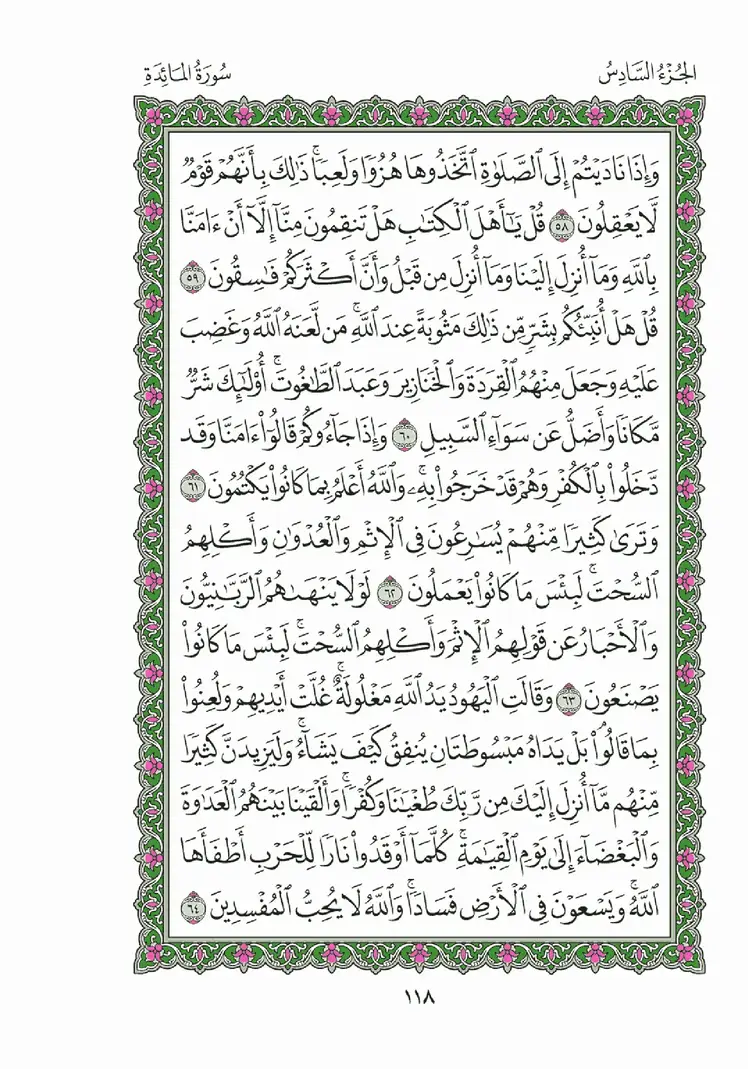 الجُزْءُ السَّادِسُ
سُورَةُ المَائِدَةِ
وَإِذَا نَادَيْتُمْ إِلَى ٱلصَّلَوٰةِ ٱتَّخَذُوهَا هُزُوًا وَلَعِبًا ۚ ذَٰلِكَ بِأَنَّهُمْ قَوْمٌ
لَّا يَعْقِلُونَ ٥٨ قُلْ يَـٰٓأَهْلَ ٱلْكِتَـٰبِ هَلْ تَنقِمُونَ مِنَّآ إِلَّآ أَنْ ءَامَنَّا
بِٱللَّهِ وَمَآ أُنزِلَ إِلَيْنَا وَمَآ أُنزِلَ مِن قَبْلُ وَأَنَّ أَكْثَرَكُمْ فَـٰسِقُونَ ٥٩
قُلْ هَلْ أُنَبِّئُكُم بِشَرٍّ مِّن ذَٰلِكَ مَثُوبَةً عِندَ ٱللَّهِ ۚ مَن لَّعَنَهُ ٱللَّهُ وَغَضِبَ
عَلَيْهِ وَجَعَلَ مِنْهُمُ ٱلْقِرَدَةَ وَٱلْخَنَازِيرَ وَعَبَدَ ٱلطَّـٰغُوتَ ۚ أُو۟لَـٰٓئِكَ شَرٌّ
مَّكَانًا وَأَضَلُّ عَن سَوَآءِ ٱلسَّبِيلِ ٦٠ وَإِذَا جَآءُوكُمْ قَالُوٓا۟ ءَامَنَّا وَقَد
دَّخَلُوا۟ بِٱلْكُفْرِ وَهُمْ قَدْ خَرَجُوا۟ بِهِۦ ۚ وَٱللَّهُ أَعْلَمُ بِمَا كَانُوا۟ يَكْتُمُونَ ٦١
وَتَرَىٰ كَثِيرًا مِّنْهُمْ يُسَـٰرِعُونَ فِى ٱلْإِثْمِ وَٱلْعُدْوَٰنِ وَأَكْلِهِمُ
ٱلسُّحْتَ ۚ لَبِئْسَ مَا كَانُوا۟ يَعْمَلُونَ ٦٢ لَوْلَا يَنْهَىٰهُمُ ٱلرَّبَّـٰنِيُّونَ
وَٱلْأَحْبَارُ عَن قَوْلِهِمُ ٱلْإِثْمَ وَأَكْلِهِمُ ٱلسُّحْتَ ۚ لَبِئْسَ مَا كَانُوا۟
يَصْنَعُونَ ٦٣ وَقَالَتِ ٱلْيَهُودُ يَدُ ٱللَّهِ مَغْلُولَةٌ ۚ غُلَّتْ أَيْدِيهِمْ وَلُعِنُوا۟
بِمَا قَالُوا۟ ۘ بَلْ يَدَاهُ مَبْسُوطَتَانِ يُنفِقُ كَيْفَ يَشَآءُ ۚ وَلَيَزِيدَنَّ كَثِيرًا
مِّنْهُم مَّآ أُنزِلَ إِلَيْكَ مِن رَّبِّكَ طُغْيَـٰنًا وَكُفْرًا ۚ وَأَلْقَيْنَا بَيْنَهُمُ ٱلْعَدَٰوَةَ
وَٱلْبَغْضَآءَ إِلَىٰ يَوْمِ ٱلْقِيَـٰمَةِ ۚ كُلَّمَآ أَوْقَدُوا۟ نَارًا لِّلْحَرْبِ أَطْفَأَهَا
ٱللَّهُ ۚ وَيَسْعَوْنَ فِى ٱلْأَرْضِ فَسَادًا ۚ وَٱللَّهُ لَا يُحِبُّ ٱلْمُفْسِدِينَ ٦٤
١١٨